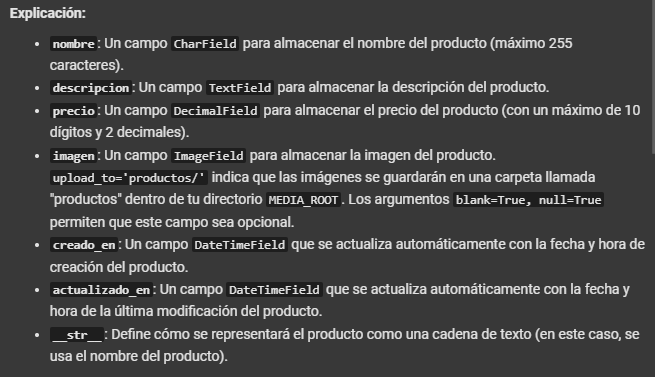 Explicación:
• nombre: Un campo CharField para almacenar el nombre del producto (máximo 255
caracteres).
• descripcion: Un campo TextField para almacenar la descripción del producto.
• precio: Un campo DecimalField para almacenar el precio del producto (con un máximo de 10
dígitos y 2 decimales).
• imagen: Un campo ImageField para almacenar la imagen del producto.
upload_to='productos/' indica que las imágenes se guardarán en una carpeta llamada
"productos" dentro de tu directorio MEDIA_ROOT. Los argumentos blank=True, null=True
permiten que este campo sea opcional.
• creado_en: Un campo DateTimeField que se actualiza automáticamente con la fecha y hora de
creación del producto.
• actualizado_en: Un campo DateTimeField que se actualiza automáticamente con la fecha y
hora de la última modificación del producto.
• __str__: Define cómo se representará el producto como una cadena de texto (en este caso, se
usa el nombre del producto).